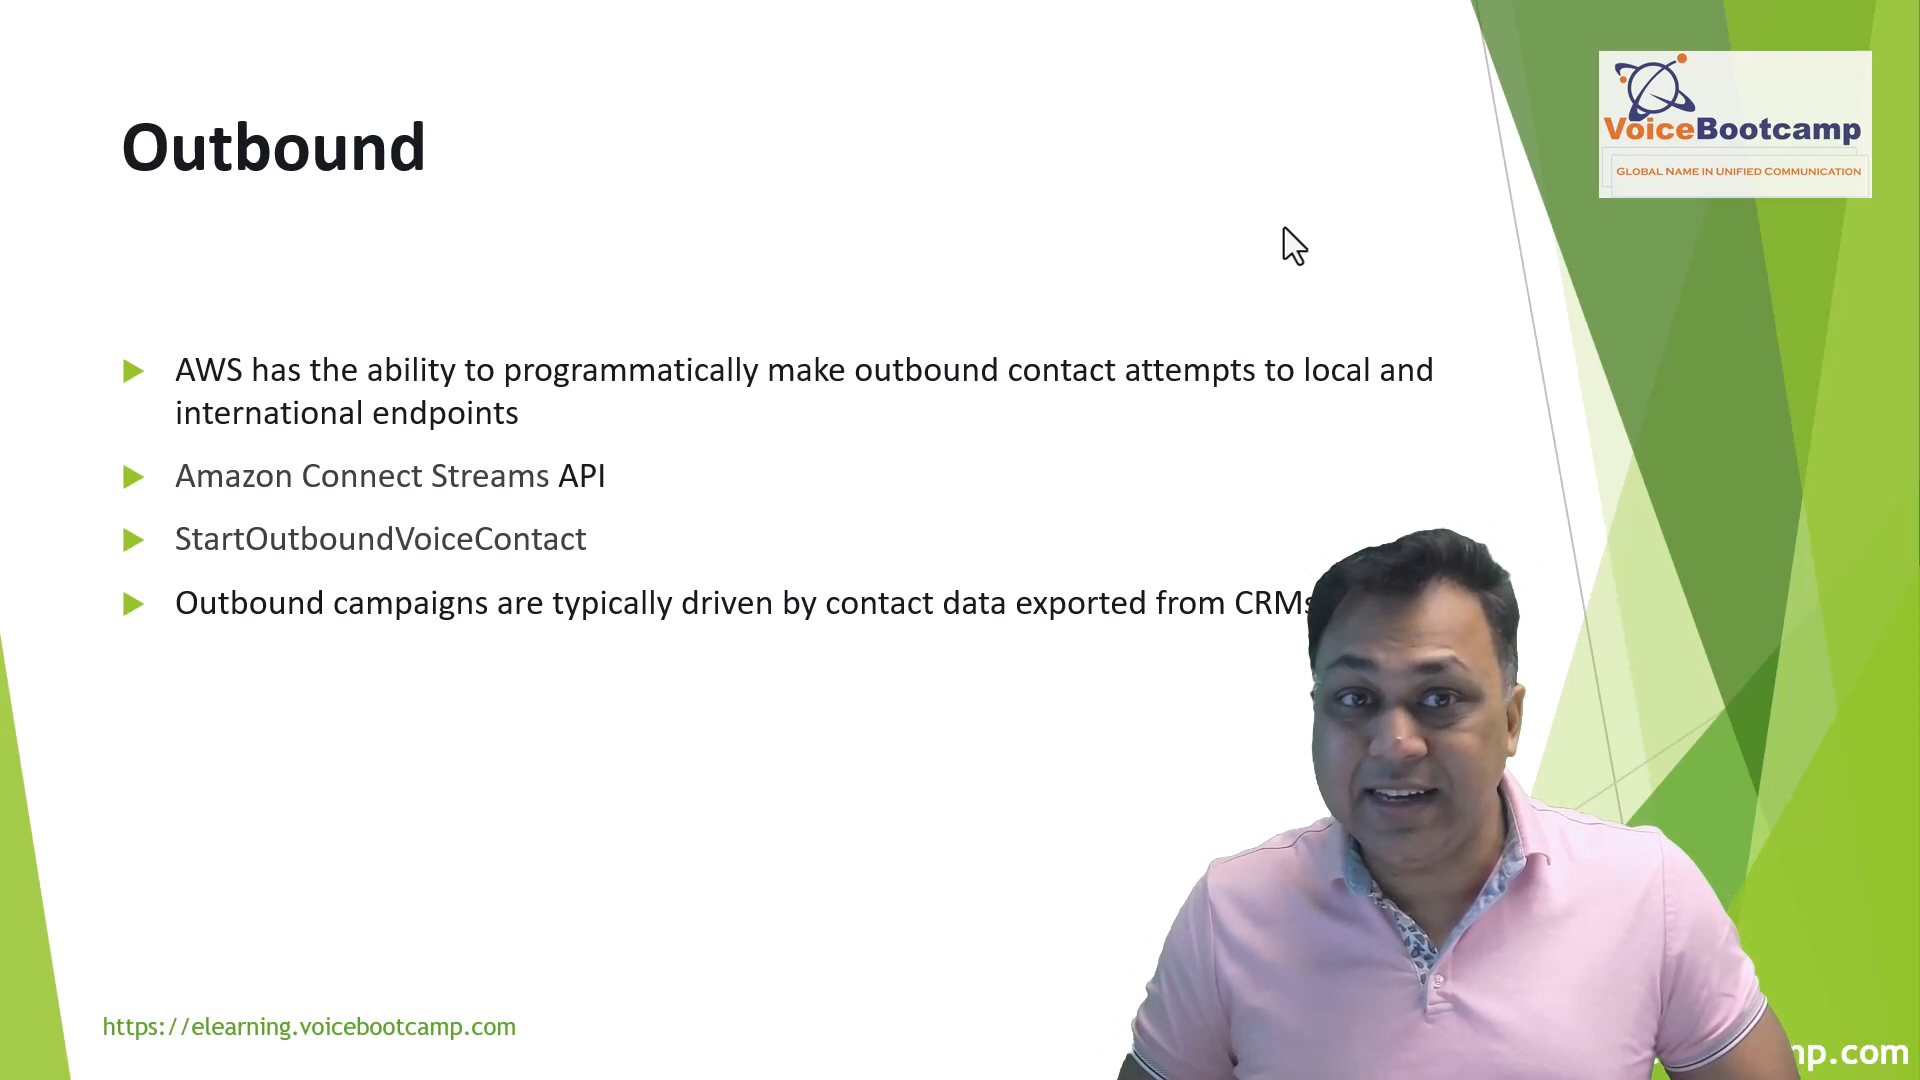 VoiceBootcamp
GLOBAL NAME IN UNIFIED COMMUNICATION
Outbound
AWS has the ability to programmatically make outbound contact attempts to local and
international endpoints
Amazon Connect Streams API
StartOutboundVoiceContact
Outbound campaigns are typically driven by contact data exported from CRMs
https://elearning.voicebootcamp.com
mp.com